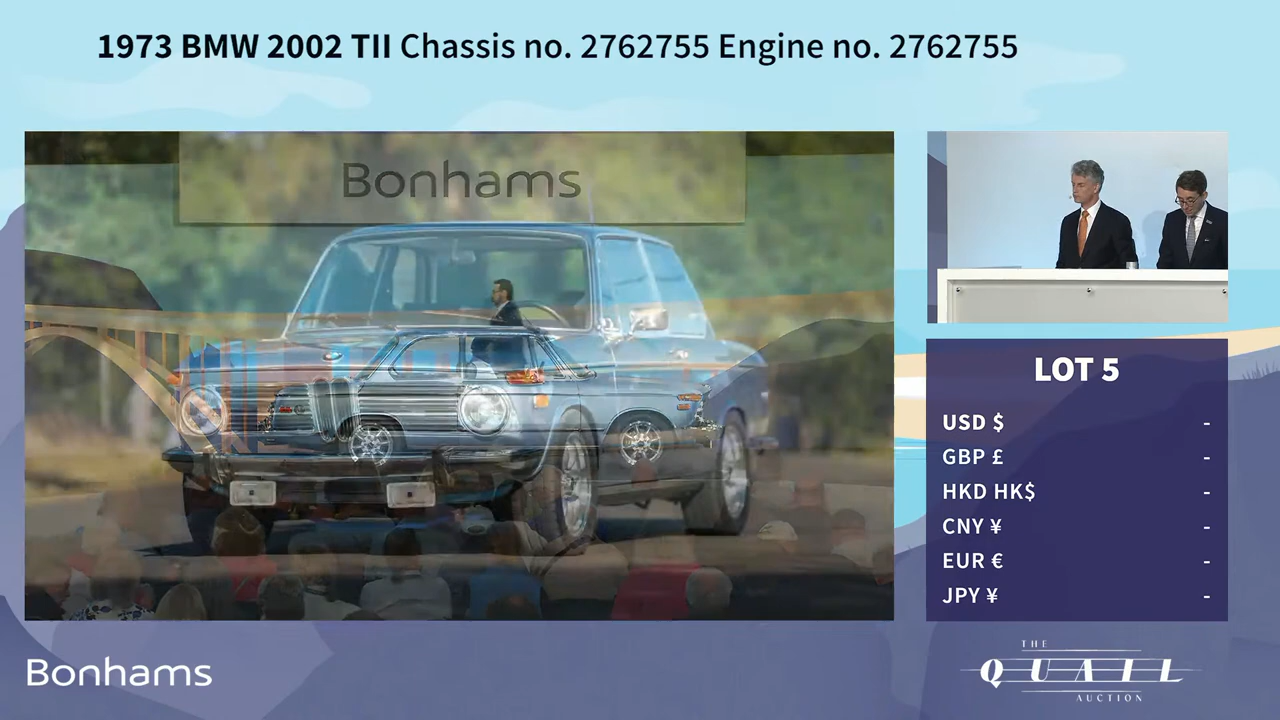 1973 BMW 2002 TII Chassis no. 2762755 Engine no. 2762755
Bonhams
LOT 5
USD $ -
GBP £ -
HKD HK$ -
CNY ¥ -
EUR € -
JPY ¥ -
Bonhams
THE
QUAIL
AUCTION